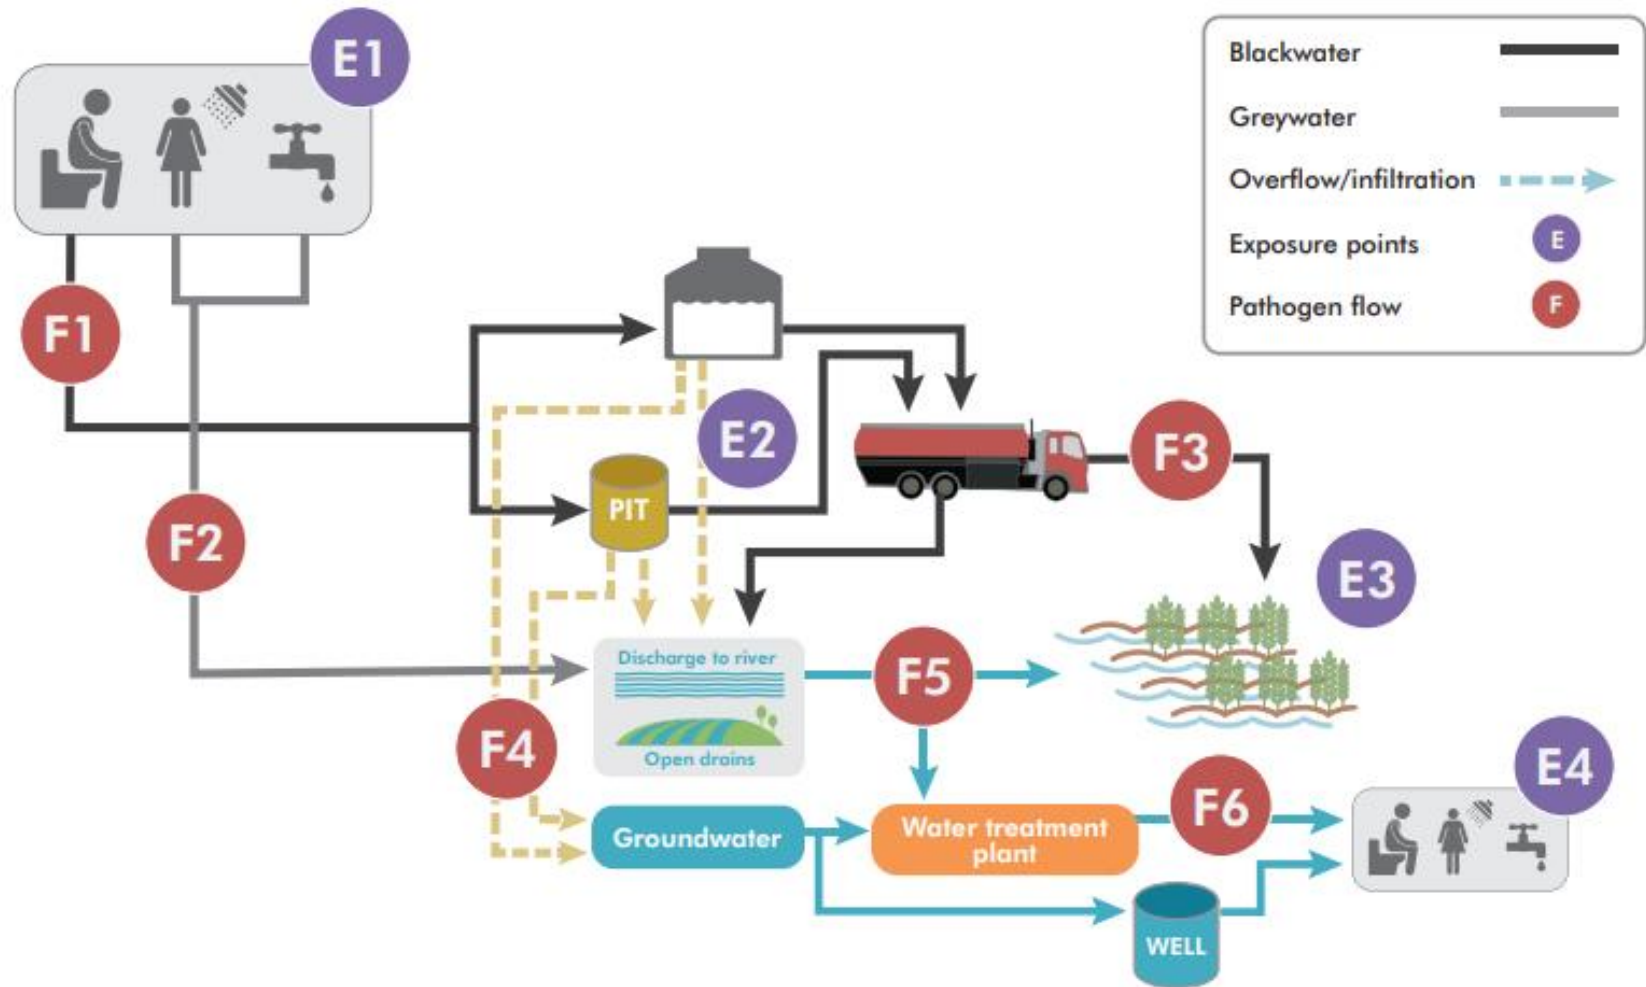 E1
Blackwater
Greywater
Overflow/infiltration
Exposure points E
Pathogen flow F
F1
E2
F3
PIT
F2
E3
Discharge to river
F5
F4
Open drains
E4
F6
Groundwater
Water treatment
plant
WELL